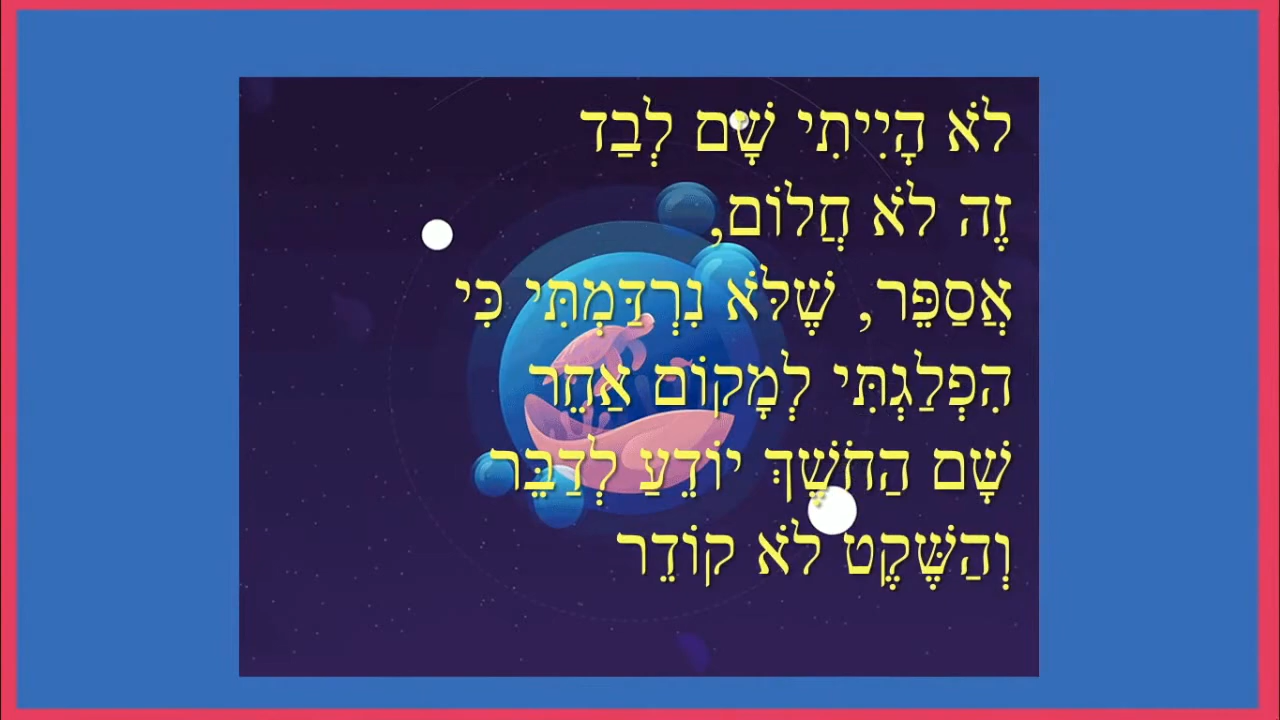 לֹא הָיִיתִי שָׁם לְבַד
זֶה לֹא חֲלוֹם,
אֲסַפֵּר, שֶׁלֹּא נִרְדַּמְתִּי כִּי
הִפְלַגְתִּי לְמָקוֹם אַחֵר
שָׁם הַחֹשֶׁךְ יוֹדֵעַ לְדַבֵּר
וְהַשֶּׁקֶט לֹא קוֹדֵר